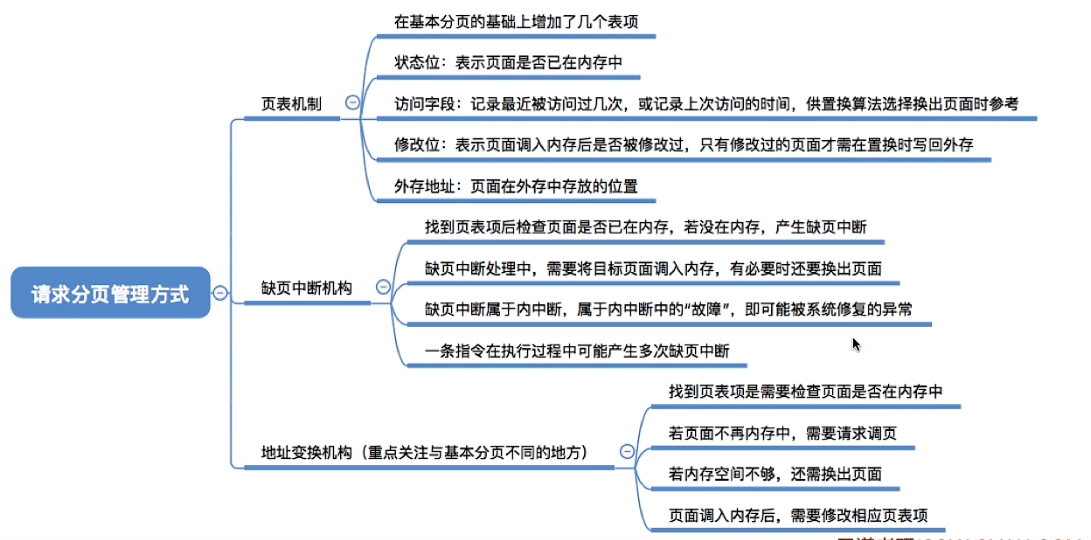 请求分页管理方式
页表机制
在基本分页的基础上增加了几个表项
状态位：表示页面是否已在内存中
访问字段：记录最近被访问过几次，或记录上次访问的时间，供置换算法选择换出页面时参考
修改位：表示页面调入内存后是否被修改过，只有修改过的页面才需在置换时写回外存
外存地址：页面在外存中存放的位置
缺页中断机构
找到页表项后检查页面是否已在内存，若没在内存，产生缺页中断
缺页中断处理中，需要将目标页面调入内存，有必要时还要换出页面
缺页中断属于内中断，属于内中断中的“故障”，即可能被系统修复的异常
一条指令在执行过程中可能产生多次缺页中断
地址变换机构（重点关注与基本分页不同的地方）
找到页表项是需要检查页面是否在内存中
若页面不再内存中，需要请求调页
若内存空间不够，还需换出页面
页面调入内存后，需要修改相应页表项